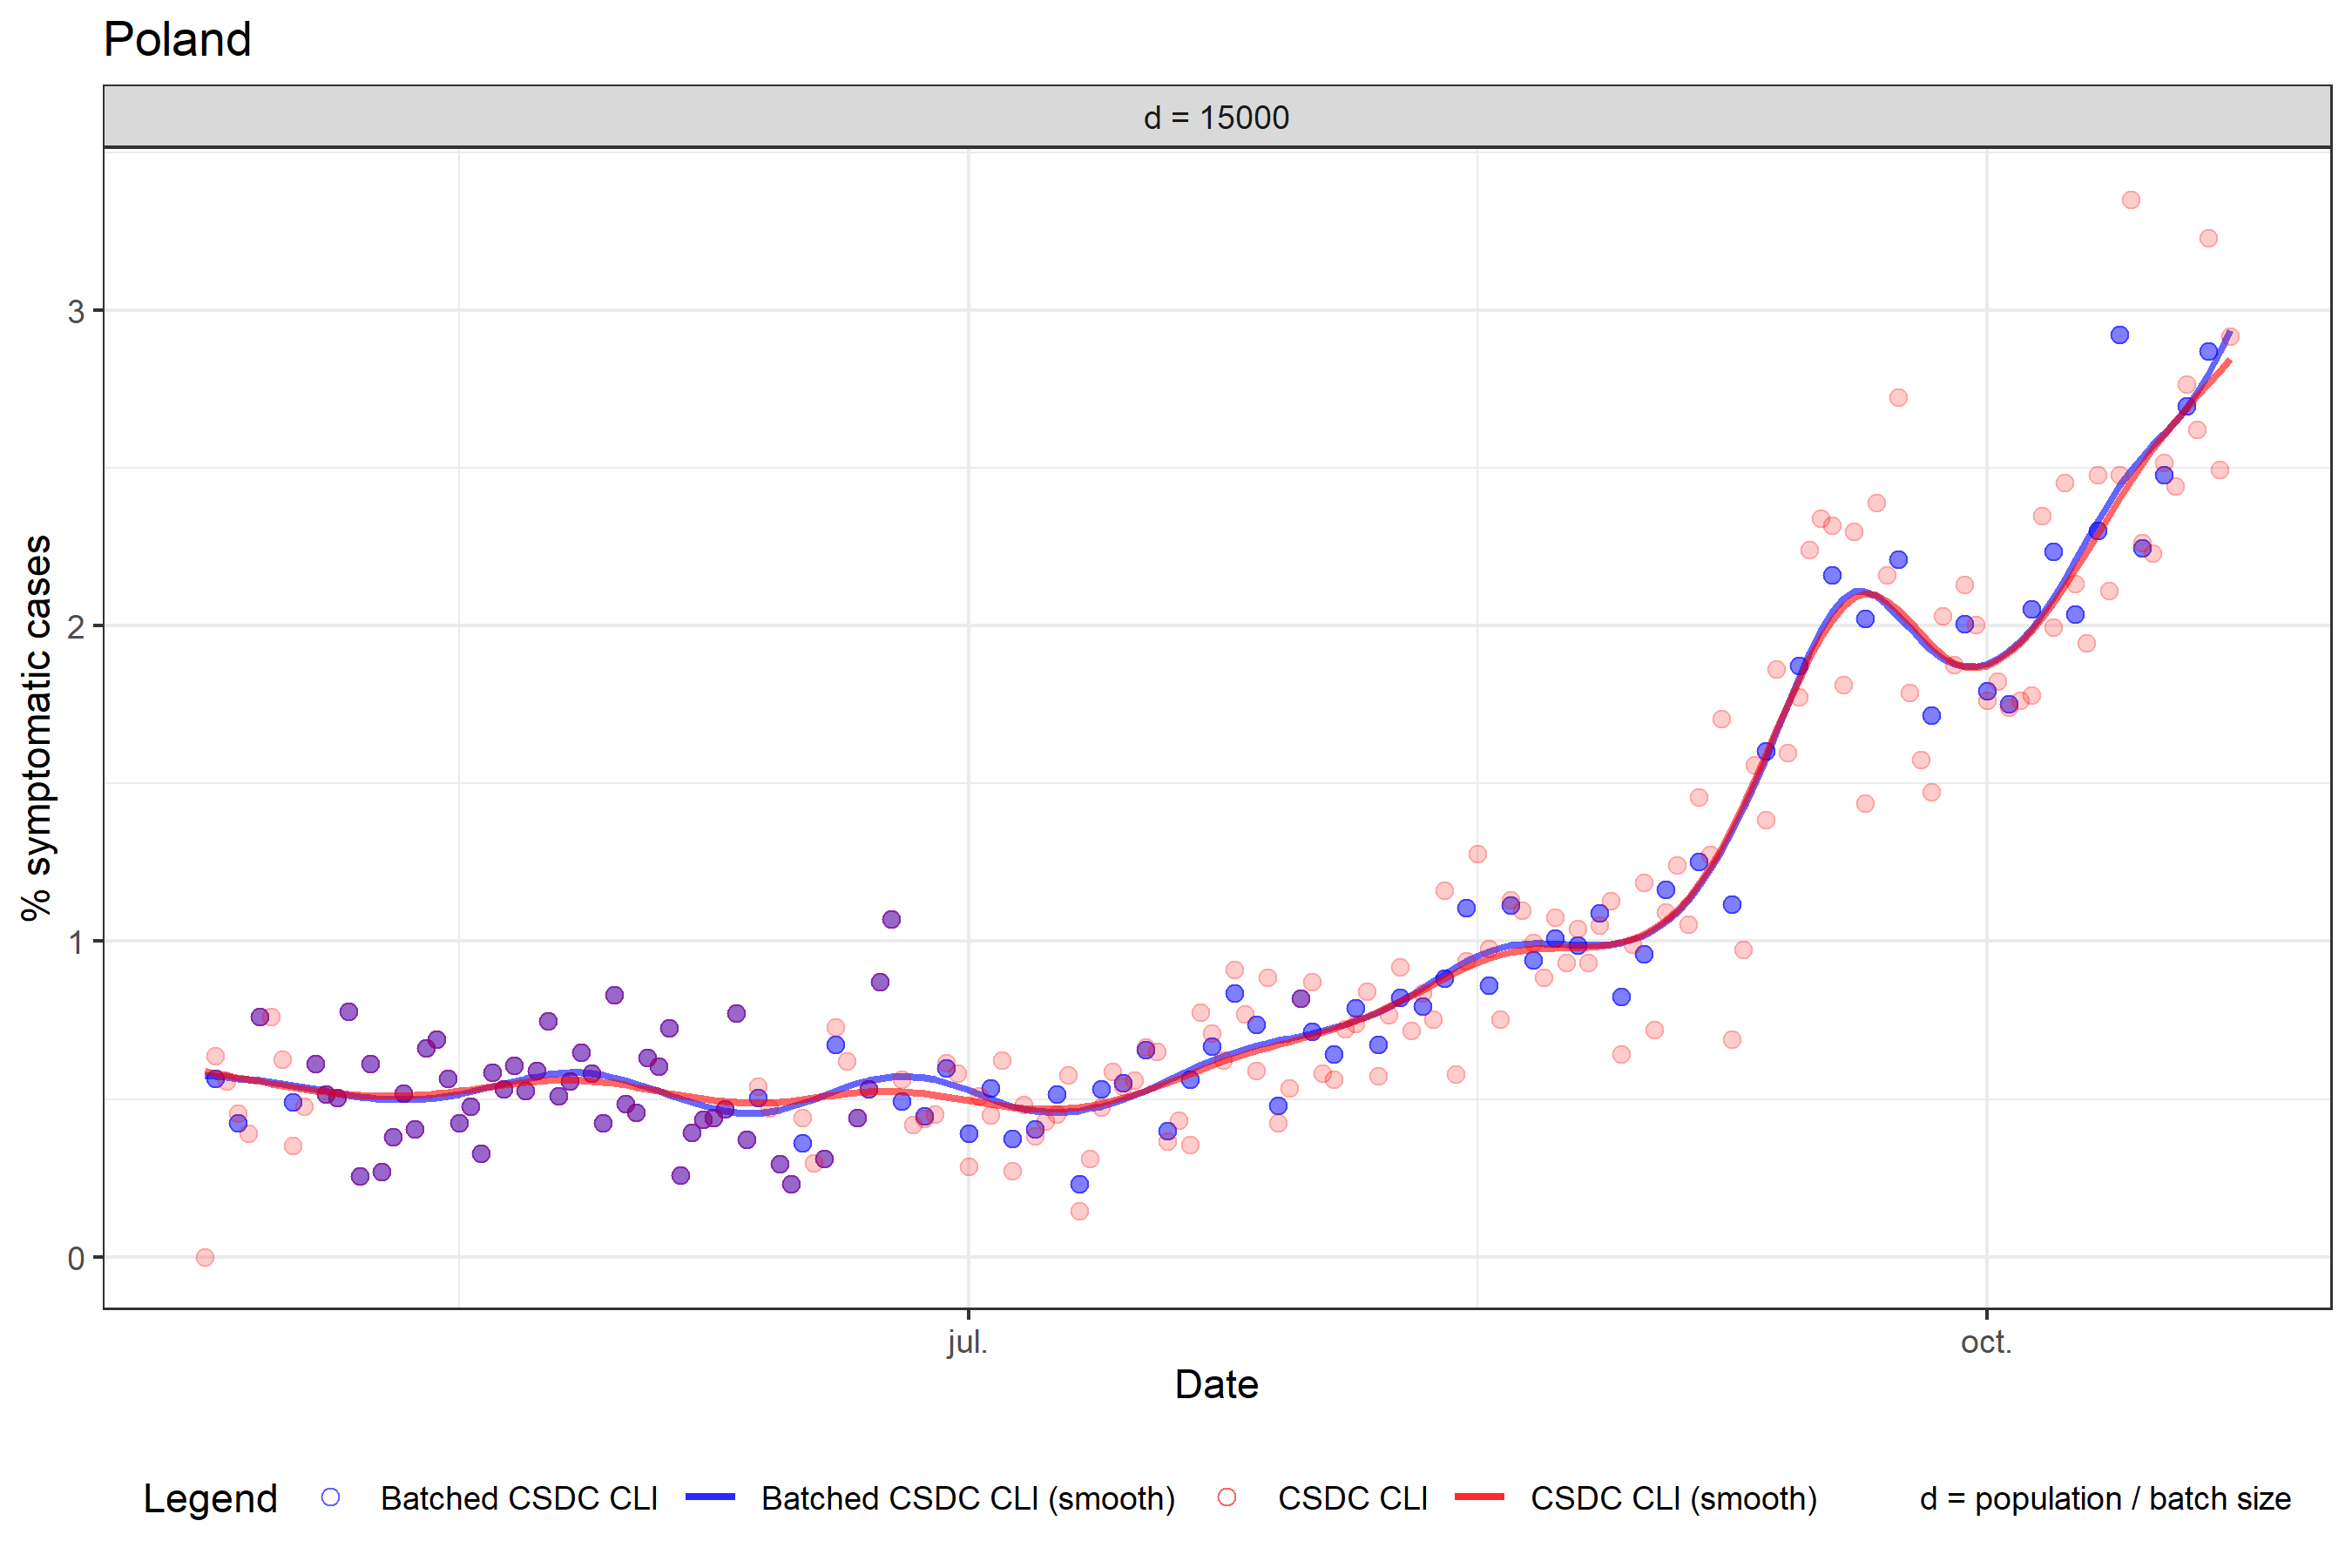 Poland
d = 15000
% symptomatic cases
3
2
1
0
jul.
oct.
Date
Legend
Batched CSDC CLI
Batched CSDC CLI (smooth)
CSDC CLI
CSDC CLI (smooth)
d = population / batch size